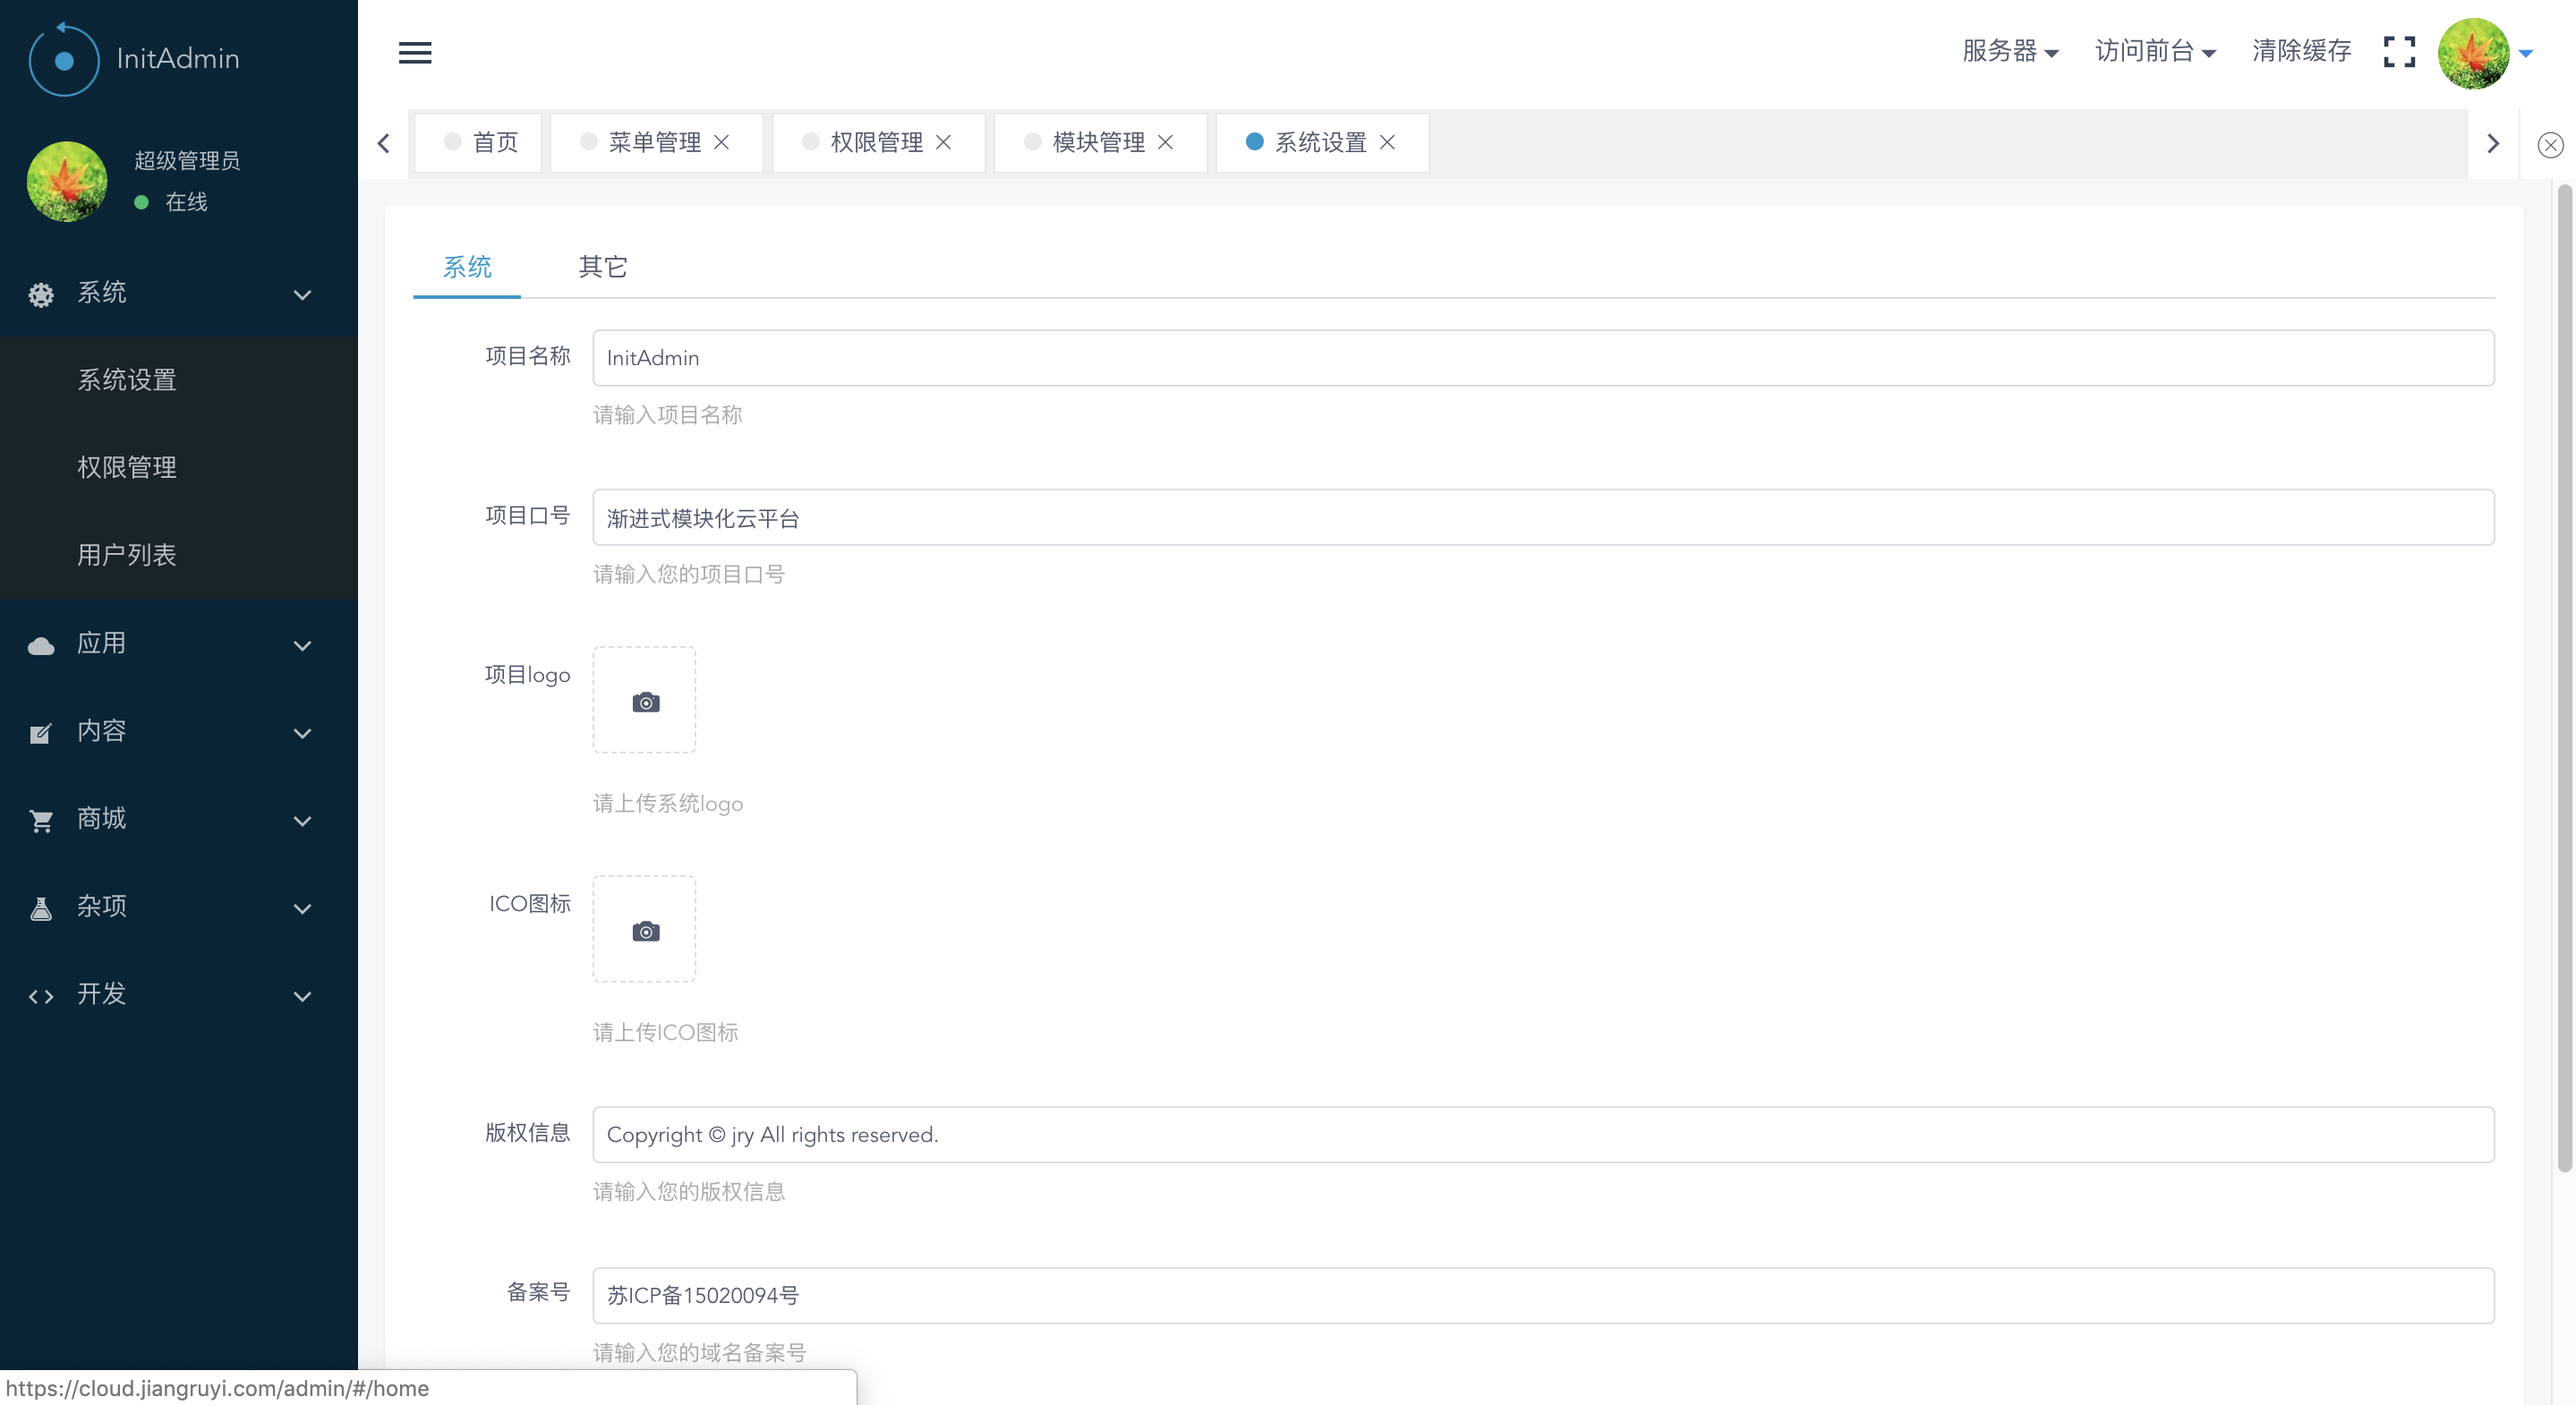 InitAdmin
超级管理员
在线
系统
系统设置
权限管理
用户列表
应用
内容
商城
杂项
开发
服务器
访问前台
清除缓存
首页
菜单管理
权限管理
模块管理
系统设置
系统
其它
项目名称
InitAdmin
请输入项目名称
项目口号
渐进式模块化云平台
请输入您的项目口号
项目logo
请上传系统logo
ICO图标
请上传ICO图标
版权信息
Copyright © jry All rights reserved.
请输入您的版权信息
备案号
苏ICP备15020094号
请输入您的域名备案号
https://cloud.jiangruyi.com/admin/#/home